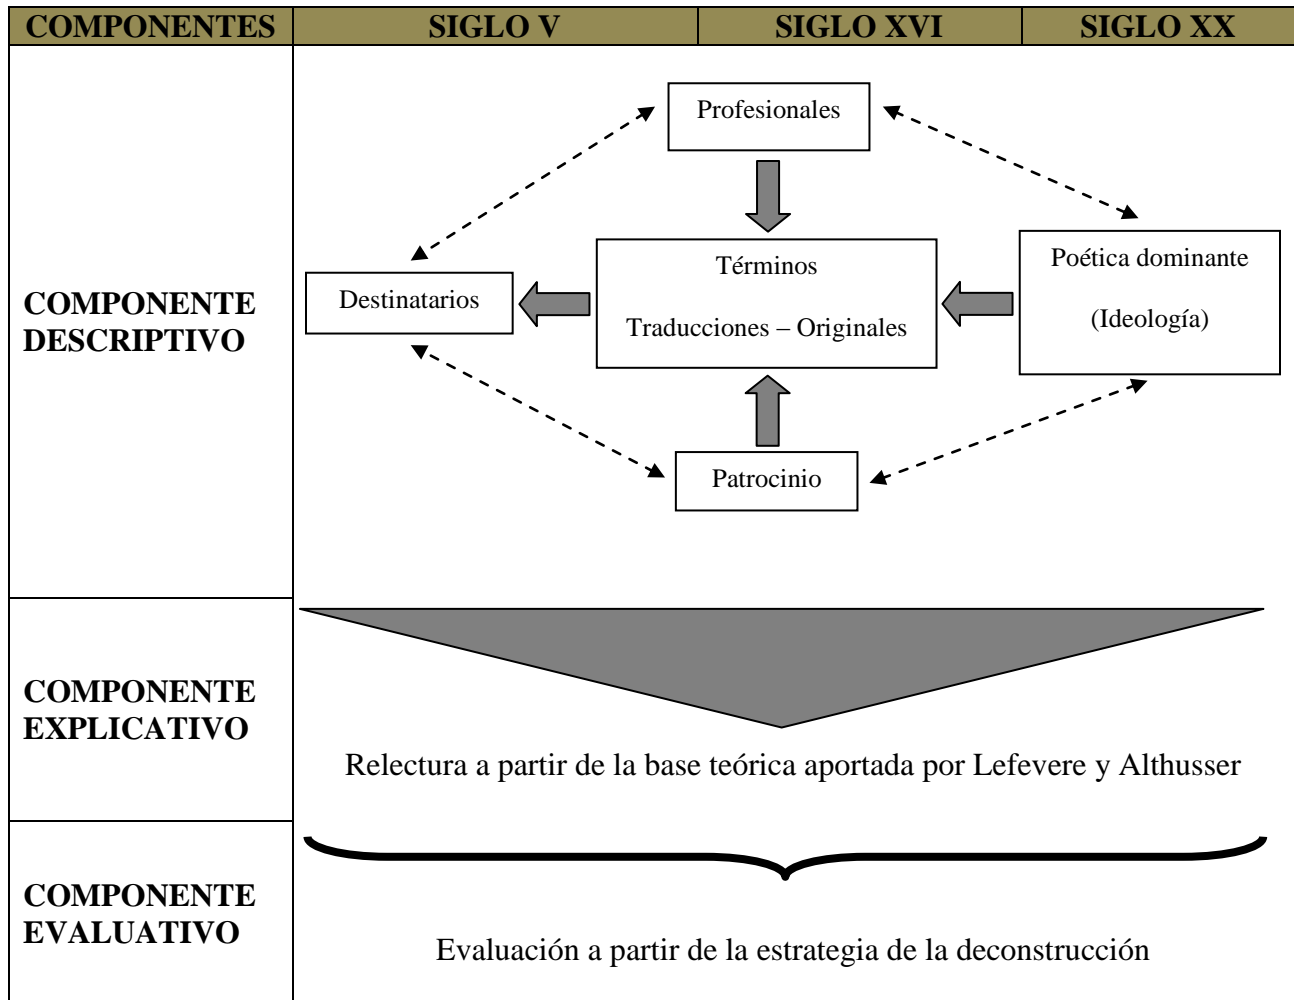 COMPONENTES SIGLO V SIGLO XVI SIGLO XX
COMPONENTE
DESCRIPTIVO
Profesionales
Destinatarios
Términos
Traducciones – Originales
Poética dominante
(Ideología)
Patrocinio
COMPONENTE
EXPLICATIVO
Relectura a partir de la base teórica aportada por Lefevere y Althusser
COMPONENTE
EVALUATIVO
Evaluación a partir de la estrategia de la deconstrucción